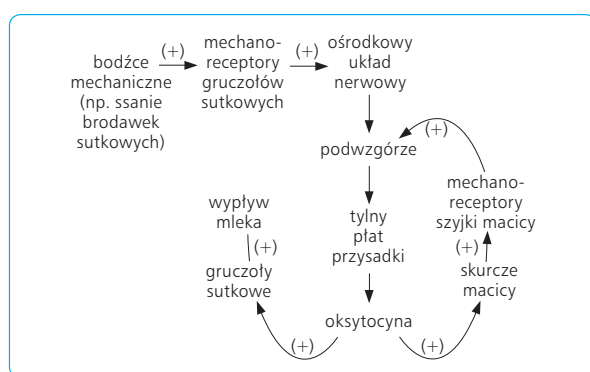 bodźce
mechaniczne
(np. ssanie
brodawek
sutkowych)
(+)
mechano-
receptory
gruczołów
sutkowych
(+)
ośrodkowy
układ
nerwowy
podwzgórze
(+)
mechano-
receptory
szyjki macicy
(+)
skurcze
macicy
tylny
płat
przysadki
wypływ
mleka
(+)
gruczoły
sutkowe
oksytocyna
(+)
(+)